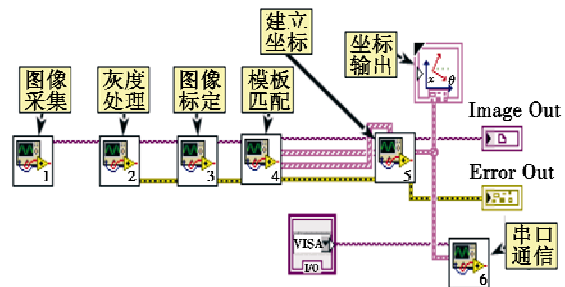 建立
坐标
坐标
输出
图像
采集
灰度
处理
图像
标定
模板
匹配
x
θ
Image Out
1
2
3
4
5
Error Out
VISA
I/O
串口
通信
6